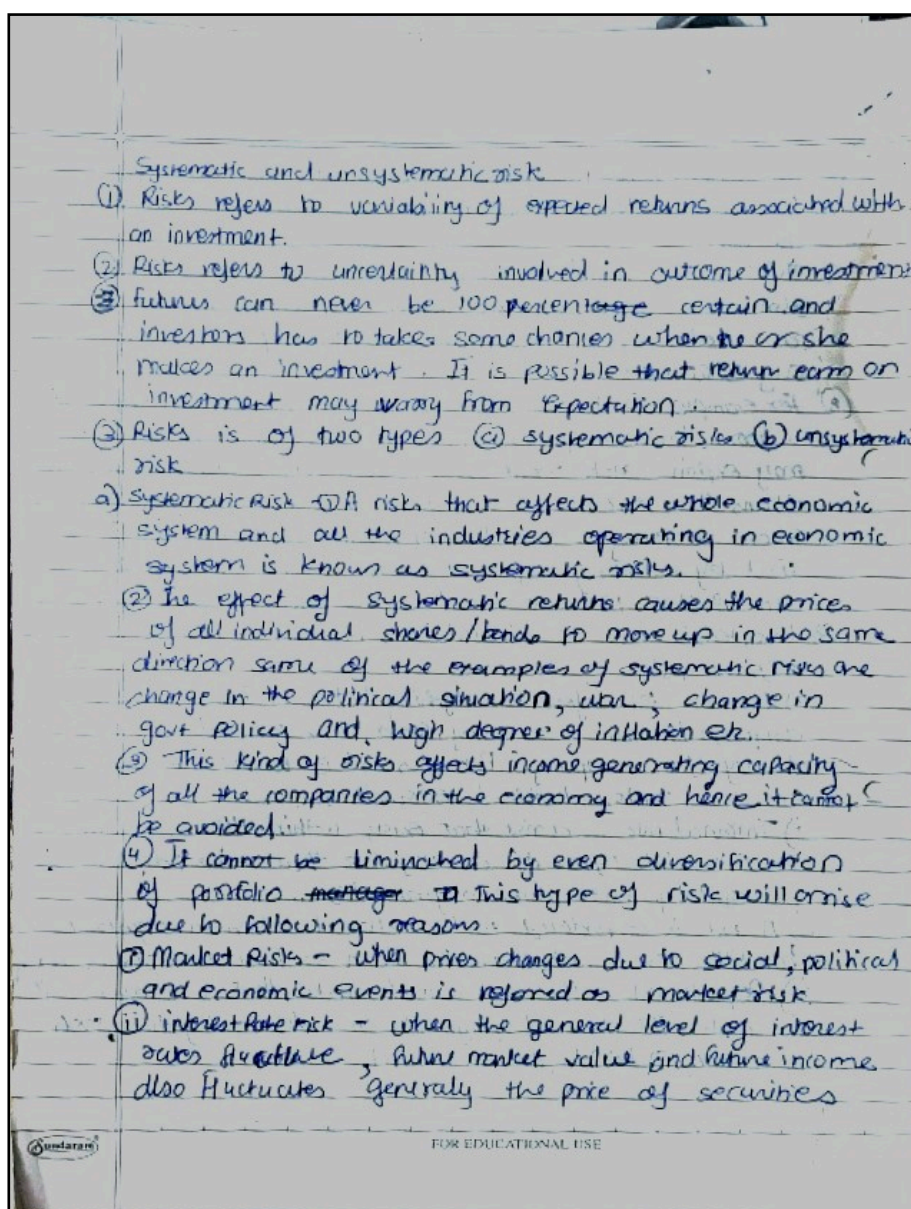 Systematic and unsystematic risk
① Risks refers to variability of expected returns associated with
an investment.
② Risks refers to uncertainty involved in outcome of investment
futures can never be 100 percentage certain and
investors has to takes some chances when he or she
makes an investment. It is possible that return earn on
investment may vary from Expectation.
③ Risks is of two types ⓐ systematic risks ⓑ unsystematic
risk
a) Systematic Risk → ① A risks that affects the whole economic
system and all the industries operating in economic
system is known as systematic risks.
② The effect of systematic returns causes the prices
of all individual shares/bonds to move up in the same
direction some of the examples of systematic risks are
change in the political situation, war, change in
govt policy and high degree of inflation etc.
③ This kind of risks affects income generating capacity
of all the companies in the economy and hence it cannot
be avoided.
④ It cannot be liminated by even diversification
of portfolio manager This type of risk will arrise
due to following reasons:
ⓘ Market Risks - when prices changes due to social, political
and economic events is referred as market risk
ⓘⓘ interest Rate risk - when the general level of interest
rates fluctuate, future market value and future income
also fluctuates generaly the price of securities
Sundaram
FOR EDUCATIONAL USE